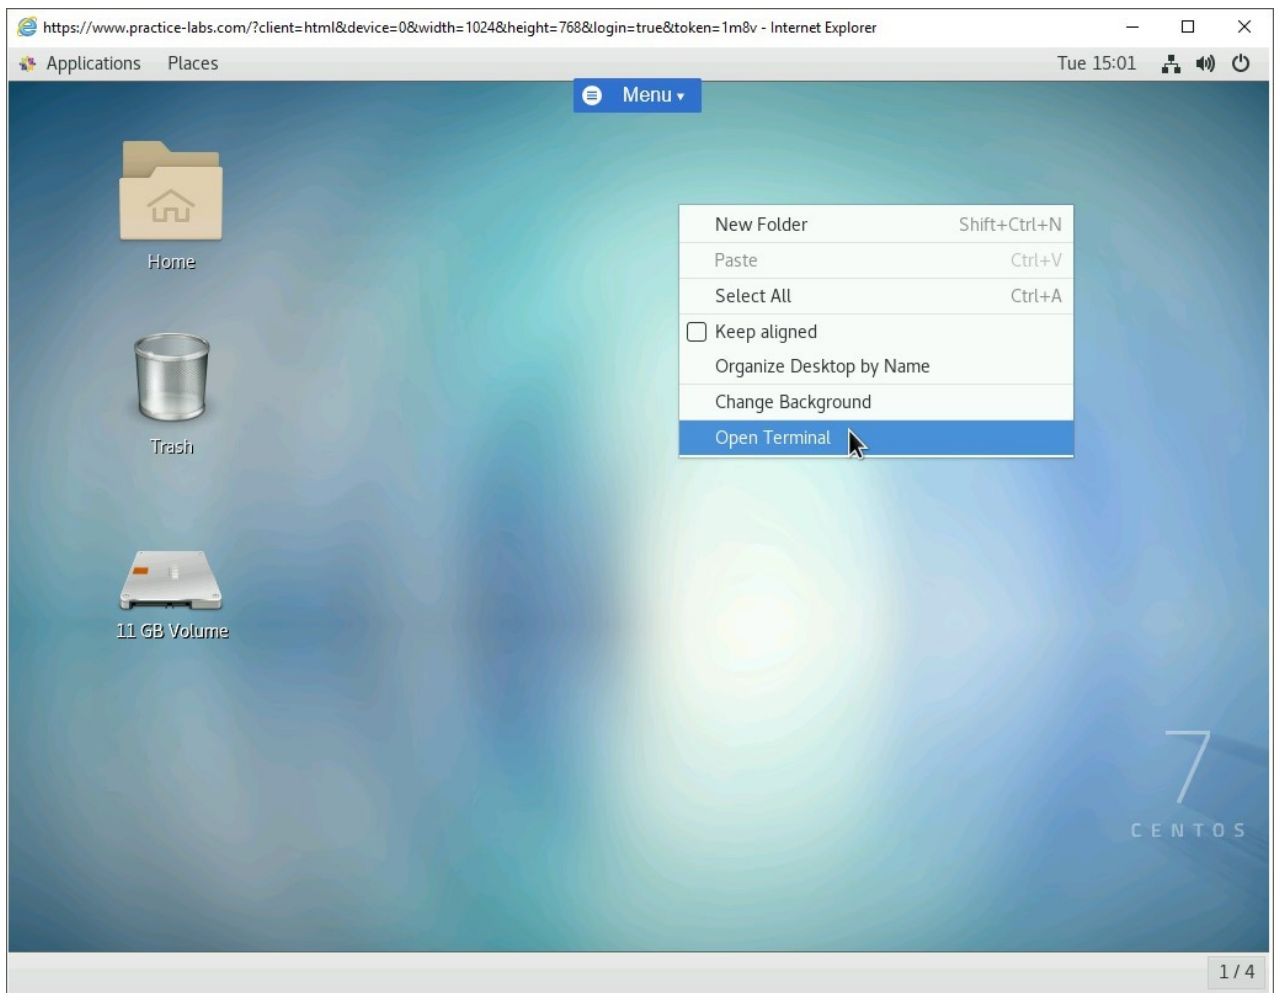 https://www.practice-labs.com/?client=html&device=0&width=1024&height=768&login=true&token=1m8v - Internet Explorer
Applications Places Tue 15:01
Menu
Home
Trash
11 GB Volume
New Folder Shift+Ctrl+N
Paste Ctrl+V
Select All Ctrl+A
Keep aligned
Organize Desktop by Name
Change Background
Open Terminal
7
CENTOS
1 / 4